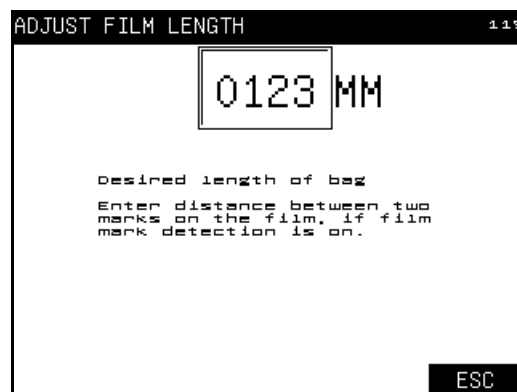 ADJUST FILM LENGTH
0123 MM
Desired length of bag
Enter distance between two
marks on the film, if film
mark detection is on.
ESC